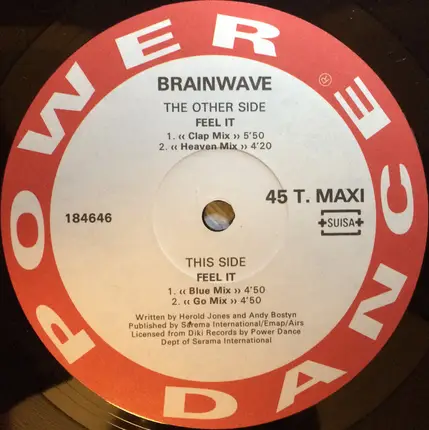 POWER DANCE
®
BRAINWAVE
THE OTHER SIDE
FEEL IT
1. ‹‹ Clap Mix ›› 5'50
2. ‹‹ Heaven Mix ›› 4'20
184646
45 T. MAXI
SUISA
THIS SIDE
FEEL IT
1. ‹‹ Blue Mix ›› 4'50
2. ‹‹ Go Mix ›› 4'50
Written by Herold Jones and Andy Bostyn
Published by Serema International/Emap/Airs
Licensed from Diki Records by Power Dance
Dept of Serama International